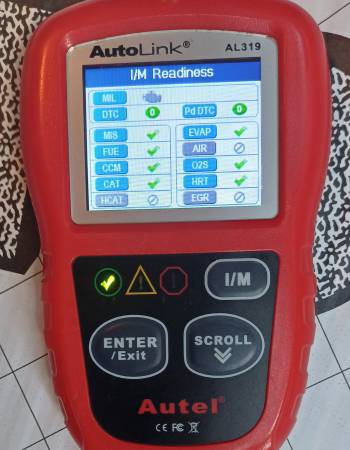 AUTOLINK® AL319
I/M Readiness
MIL
DTC 0 Pd DTC 0
MIS EVAP
FUE AIR
CCM O2S
CAT HRT
HCAT EGR
I/M
ENTER
/Exit
SCROLL
Autel®
CE FC